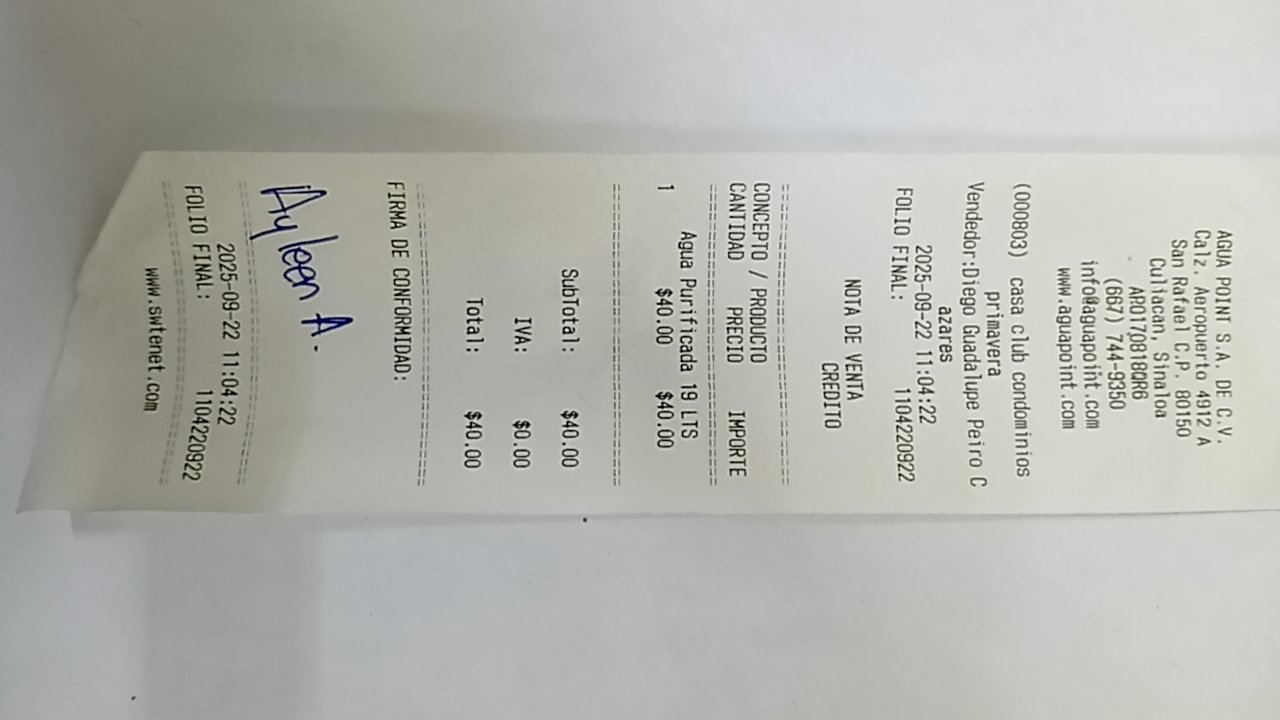 AGUA POINT S.A. DE C.V.
Calz. Aeropuerto 4912 A
San Rafael C.P. 80150
Culiacan, Sinaloa
APO170818QR6
(667) 744-9350
info@aguapoint.com
www.aguapoint.com
(000803) casa club condominios
primavera
Vendedor:Diego Guadalupe Peiro C
azares
2025-09-22 11:04:22
FOLIO FINAL: 1104220922
NOTA DE VENTA
CREDITO
================================
CONCEPTO / PRODUCTO
CANTIDAD PRECIO IMPORTE
================================
Agua Purificada 19 LTS
1 $40.00 $40.00
================================
SubTotal: $40.00
IVA: $0.00
Total: $40.00
================================
FIRMA DE CONFORMIDAD:
Ayleen A.
================================
2025-09-22 11:04:22
FOLIO FINAL: 1104220922
================================
www.swtenet.com